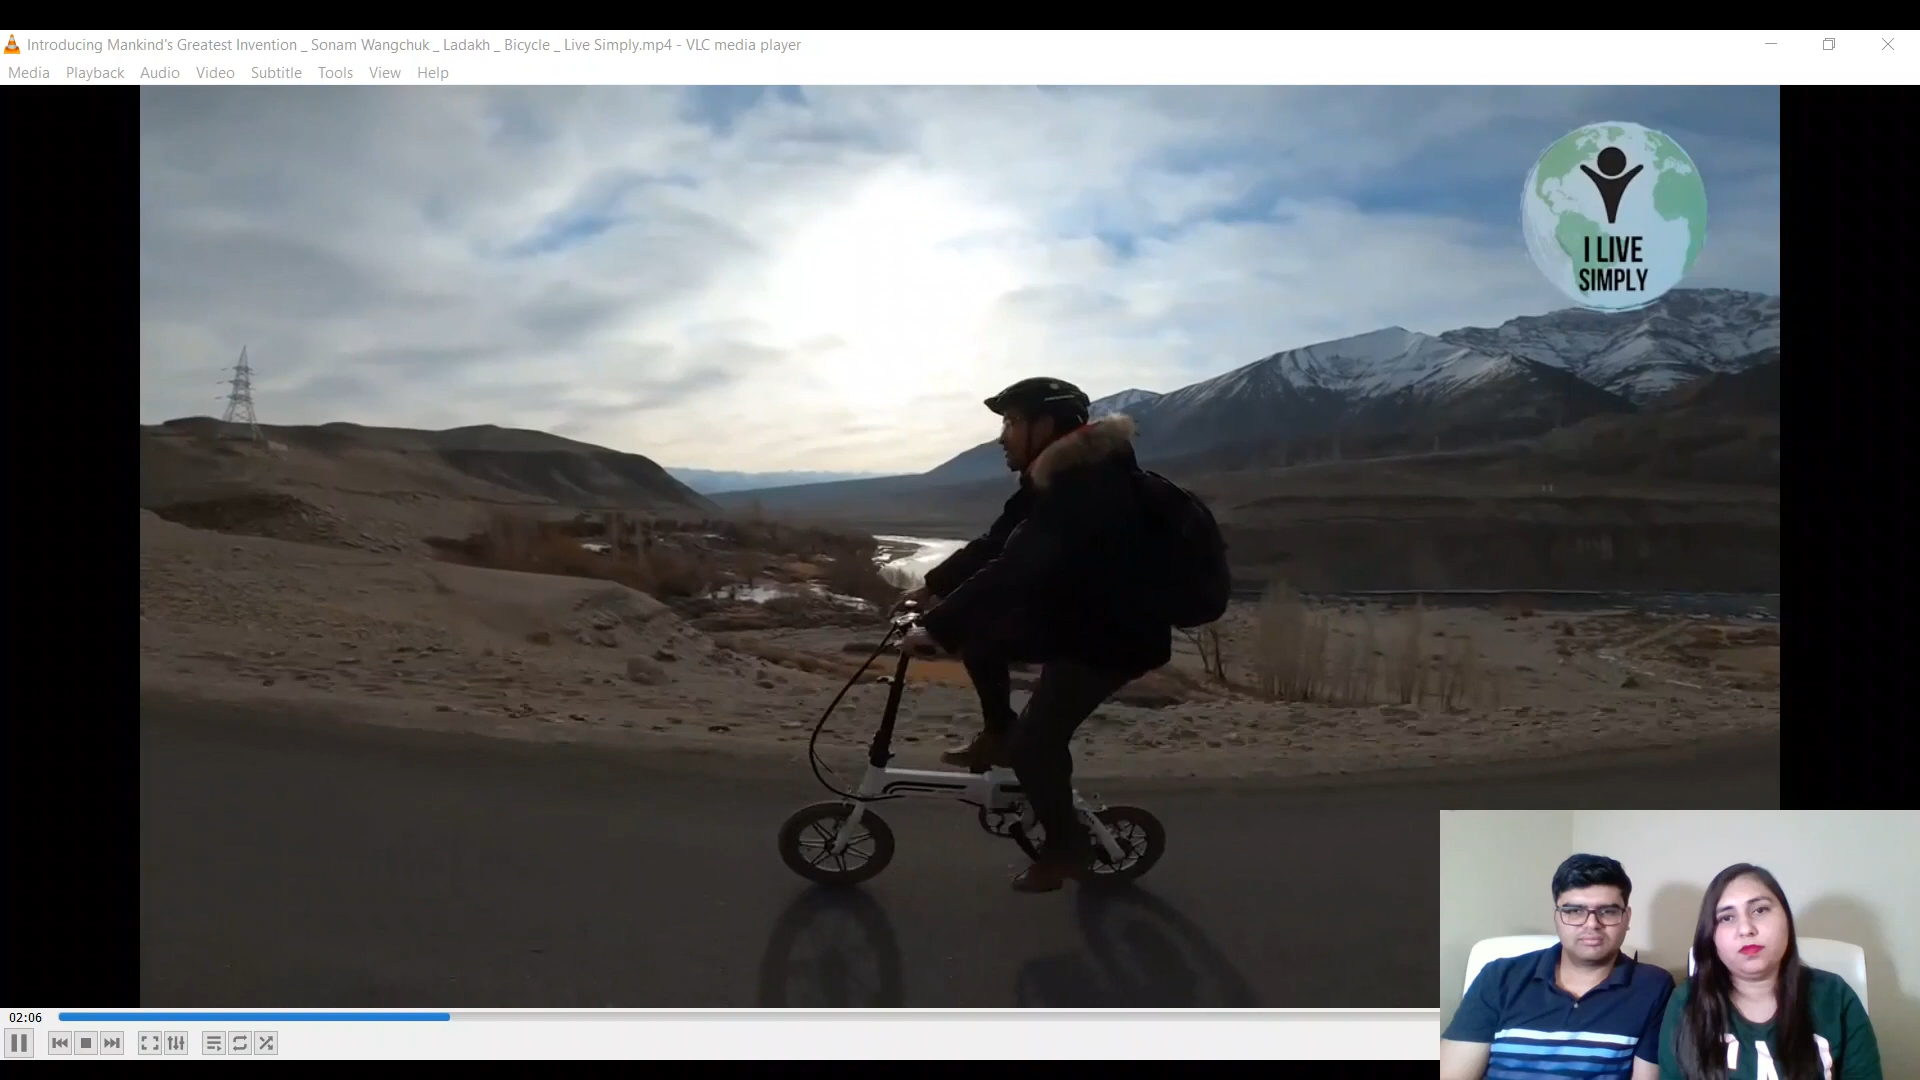 Introducing Mankind's Greatest Invention _ Sonam Wangchuk _ Ladakh _ Bicycle _ Live Simply.mp4 - VLC media player
Media Playback Audio Video Subtitle Tools View Help
I LIVE
SIMPLY
02:06